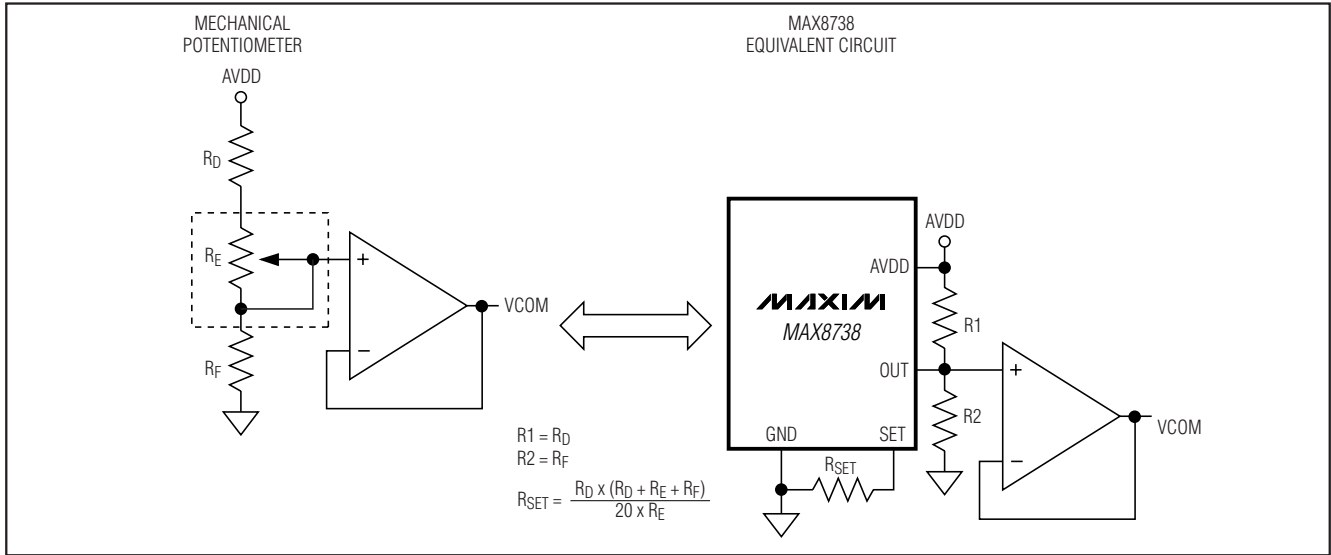 MECHANICAL
POTENTIOMETER
AVDD
RD
RE
RF
+
−
VCOM
MAX8738
EQUIVALENT CIRCUIT
MAXIM
MAX8738
AVDD
OUT
GND
SET
RSET
AVDD
R1
R2
+
−
VCOM
R1 = RD
R2 = RF
RSET = RD x (RD + RE + RF)
20 x RE